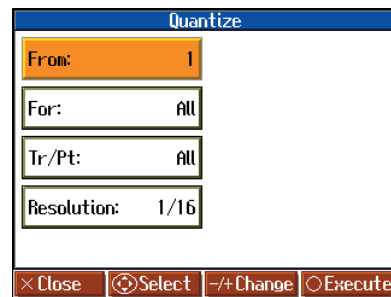 Quantize
From: 1
For: All
Tr/Pt: All
Resolution: 1/16
×Close Select -/+Change ○Execute